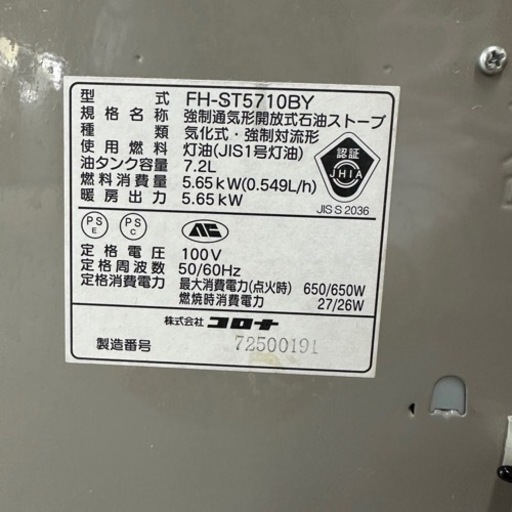 型式 FH-ST5710BY
規格名称 強制通気形開放式石油ストーブ
種類 気化式・強制対流形
使用燃料 灯油(JIS1号灯油)
油タンク容量 7.2L
燃料消費量 5.65kW(0.549L/h)
暖房出力 5.65kW
認証
JHIA
JIS S 2036
PS E
PS C
定格電圧 100V
定格周波数 50/60Hz
定格消費電力 最大消費電力(点火時) 650/650W
燃焼時消費電力 27/26W
株式会社 コロナ
製造番号 72500191